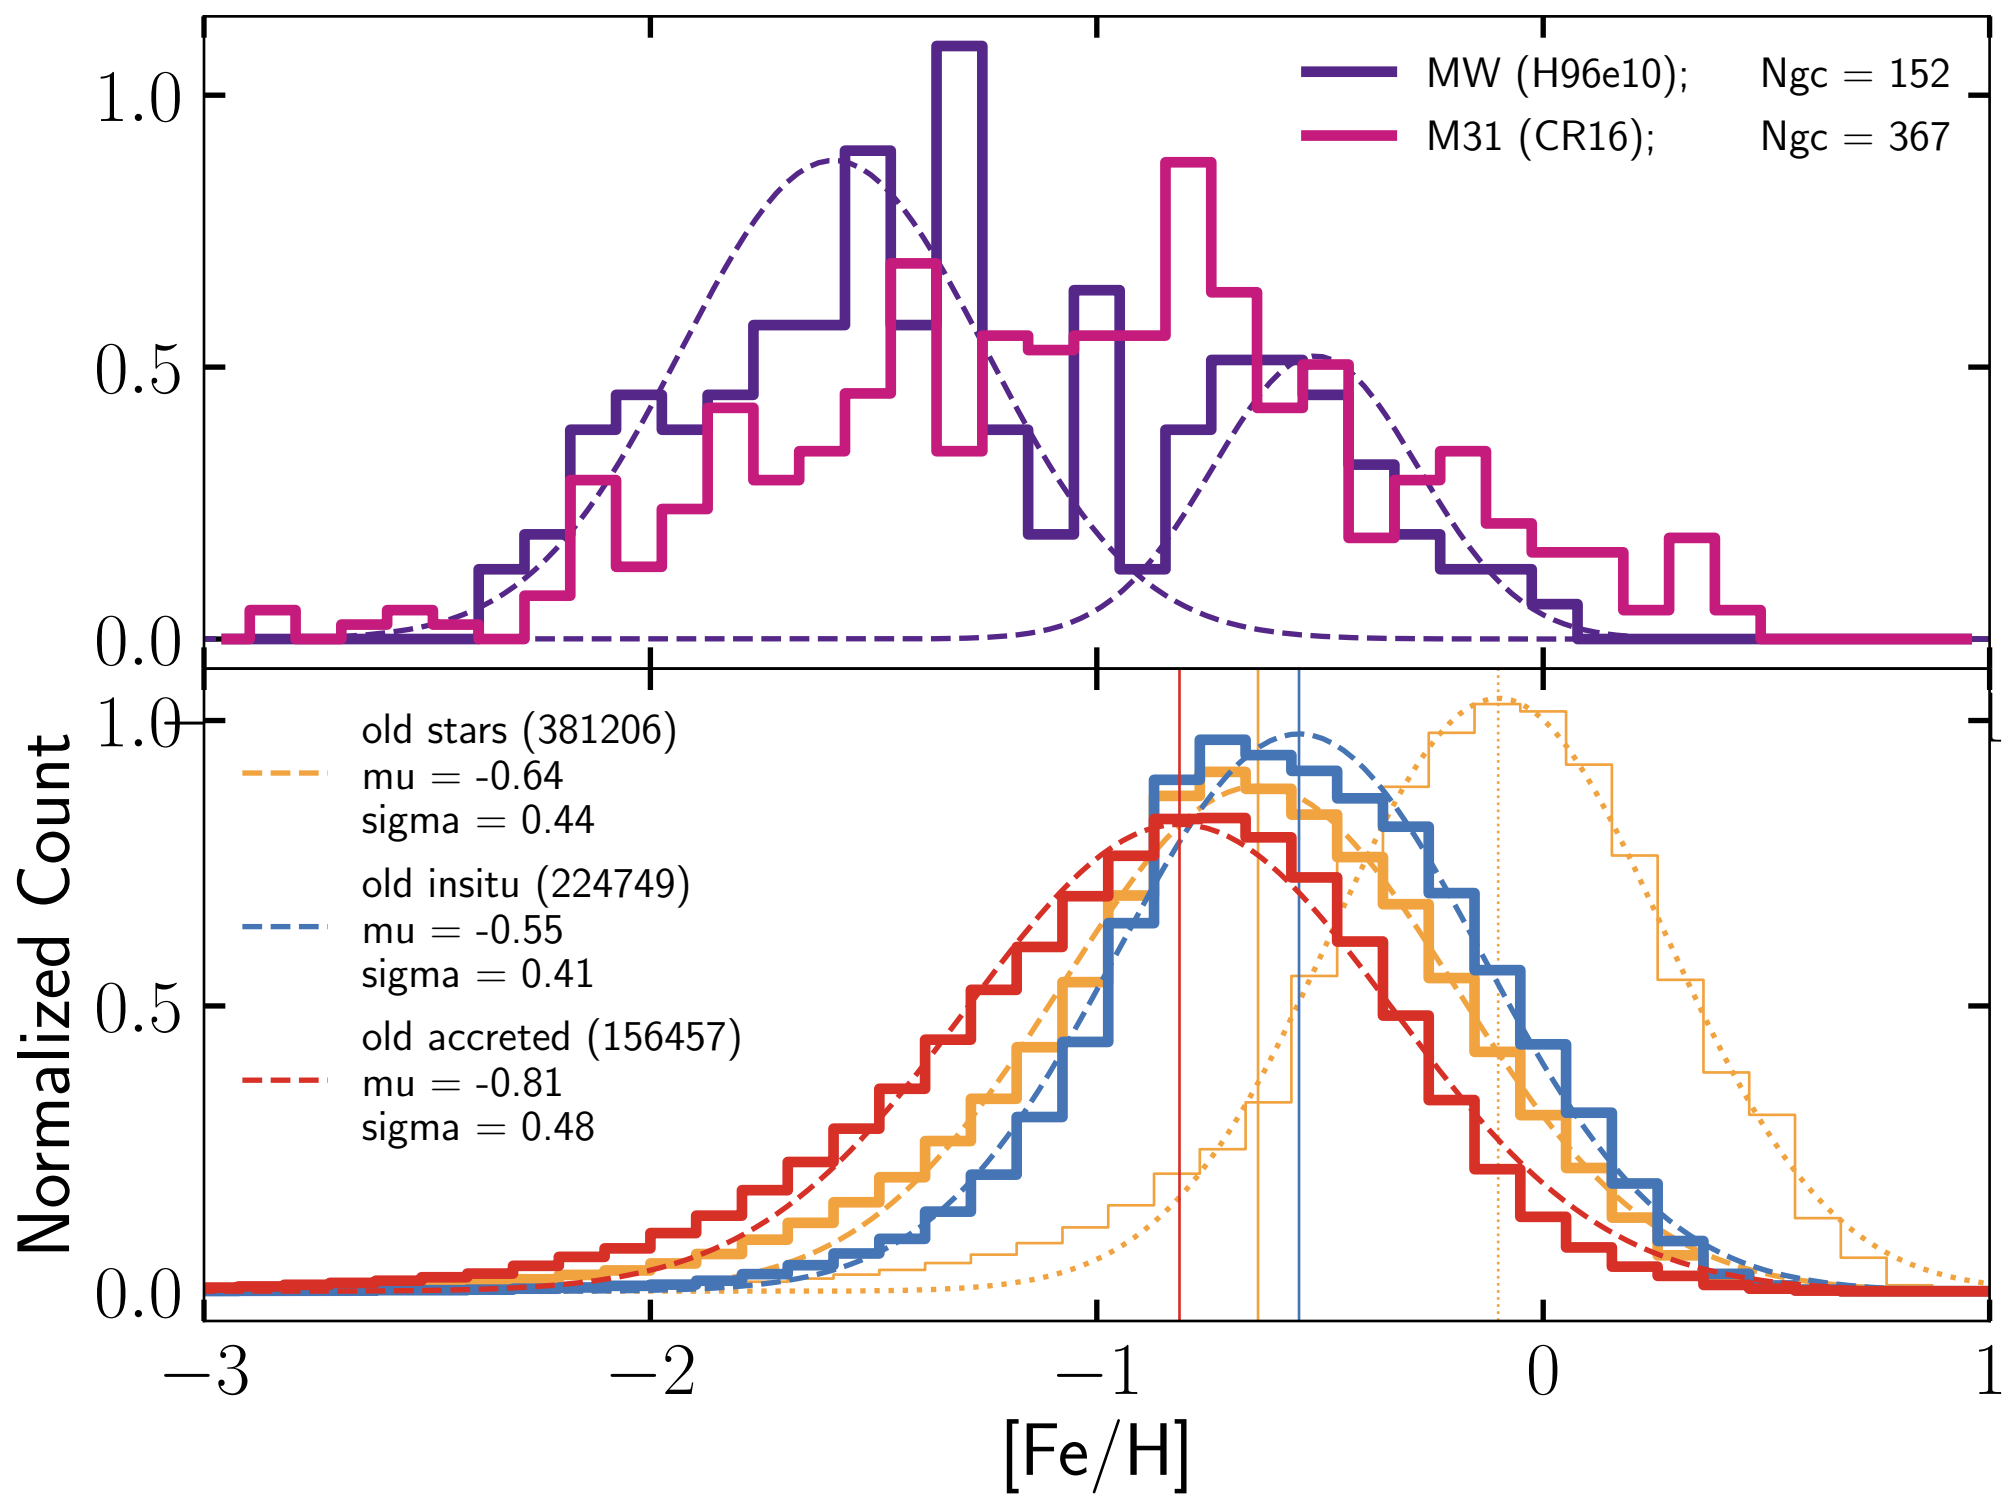 1.0
0.5
0.0
MW (H96e10); Ngc = 152
M31 (CR16); Ngc = 367
Normalized Count
1.0
0.5
0.0
old stars (381206)
mu = -0.64
sigma = 0.44
old insitu (224749)
mu = -0.55
sigma = 0.41
old accreted (156457)
mu = -0.81
sigma = 0.48
−3 −2 −1 0 1
[Fe/H]